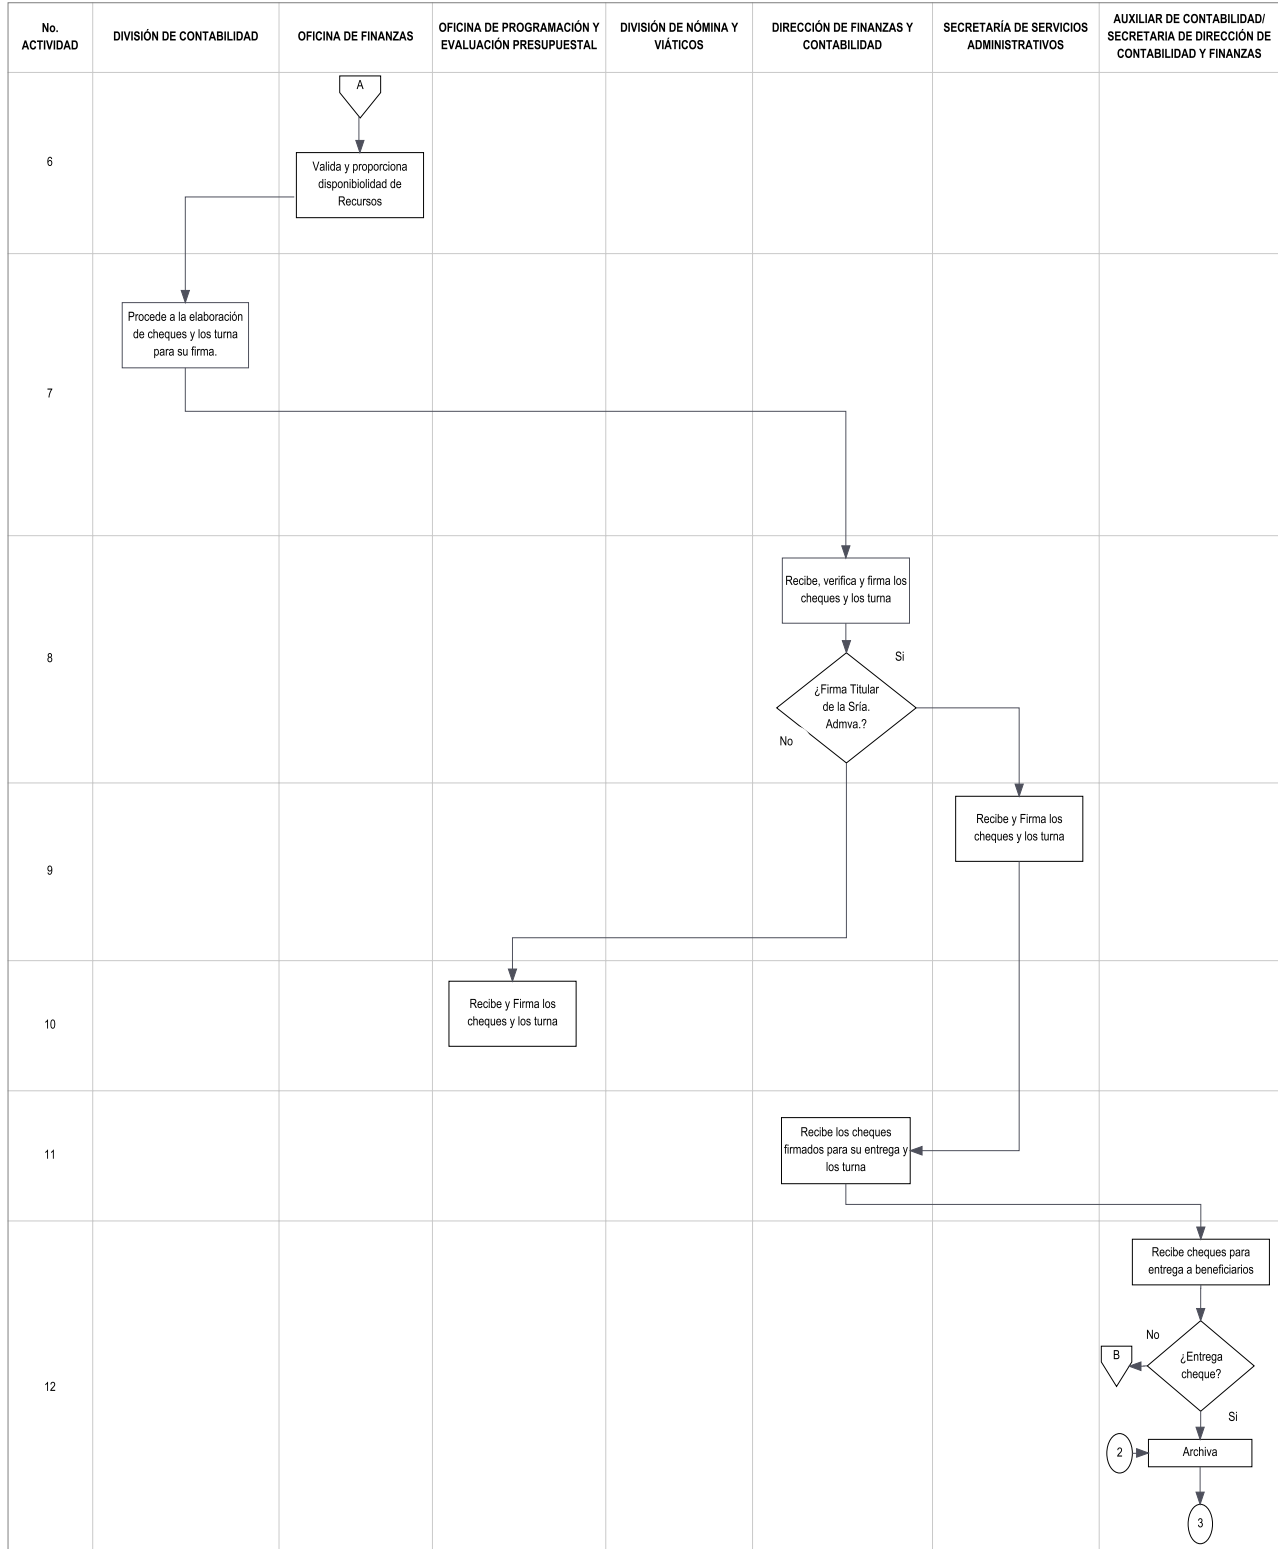 No.
ACTIVIDAD
DIVISIÓN DE CONTABILIDAD
OFICINA DE FINANZAS
OFICINA DE PROGRAMACIÓN Y
EVALUACIÓN PRESUPUESTAL
DIVISIÓN DE NÓMINA Y
VIÁTICOS
DIRECCIÓN DE FINANZAS Y
CONTABILIDAD
SECRETARÍA DE SERVICIOS
ADMINISTRATIVOS
AUXILIAR DE CONTABILIDAD/
SECRETARIA DE DIRECCIÓN DE
CONTABILIDAD Y FINANZAS
A
6
Valida y proporciona
disponibiolidad de
Recursos
7
Procede a la elaboración
de cheques y los turna
para su firma.
8
Recibe, verifica y firma los
cheques y los turna
Si
¿Firma Titular
de la Sría.
Admva.?
No
9
Recibe y Firma los
cheques y los turna
10
Recibe y Firma los
cheques y los turna
11
Recibe los cheques
firmados para su entrega y
los turna
12
Recibe cheques para
entrega a beneficiarios
No
B
¿Entrega
cheque?
Si
2
Archiva
3